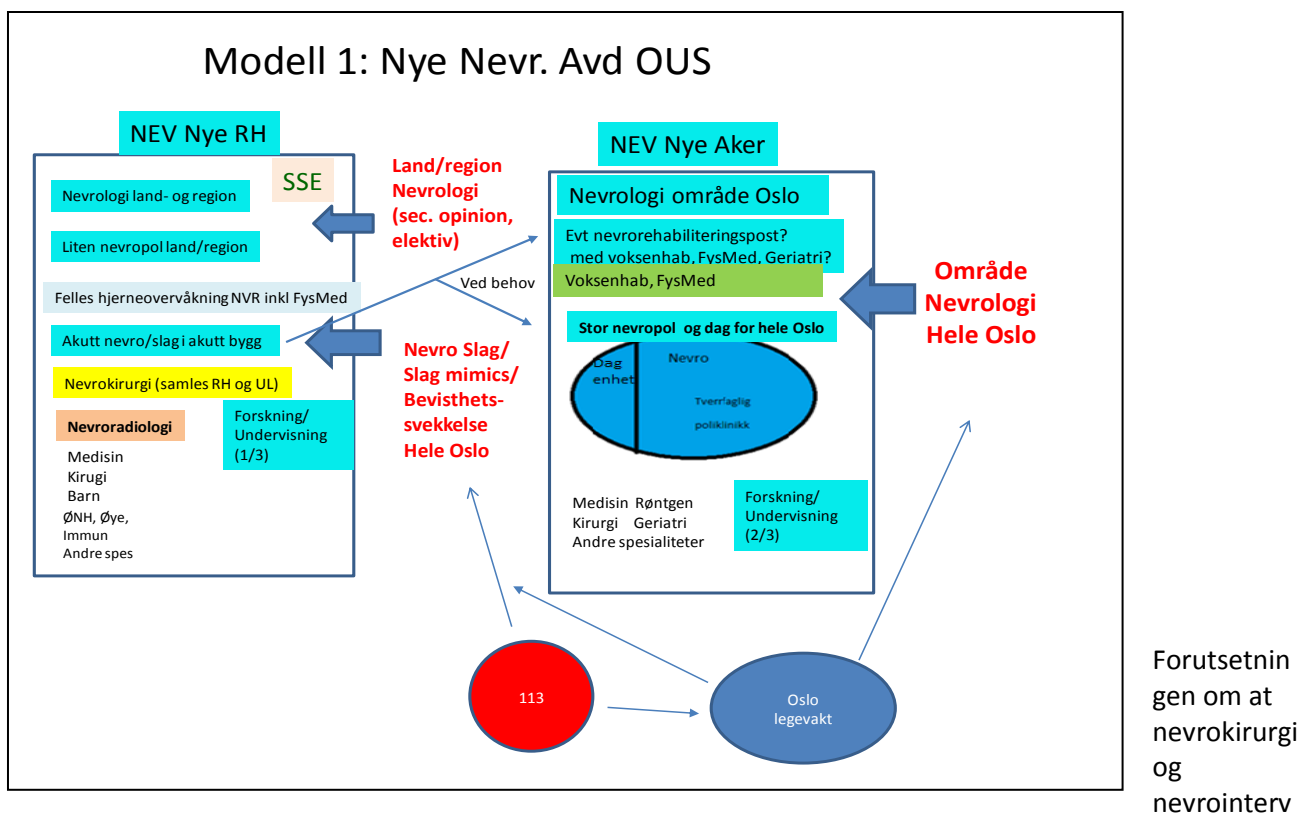 Modell 1: Nye Nevr. Avd OUS
NEV Nye RH
SSE
Nevrologi land- og region
Liten nevropol land/region
Felles hjerneovervåkning NVR inkl FysMed
Akutt nevro/slag i akutt bygg
Nevrokirurgi (samles RH og UL)
Nevroradiologi
Medisin
Kirugi
Barn
ØNH, Øye,
Immun
Andre spes
Forskning/
Undervisning
(1/3)
Land/region
Nevrologi
(sec. opinion,
elektiv)
Ved behov
Nevro Slag/
Slag mimics/
Bevisthets-
svekkelse
Hele Oslo
NEV Nye Aker
Nevrologi område Oslo
Evt nevrorehabiliteringspost?
med voksenhab, FysMed, Geriatri?
Voksenhab, FysMed
Stor nevropol og dag for hele Oslo
Dag
enhet
Nevro
Tverrfaglig
poliklinikk
Medisin Røntgen
Kirurgi Geriatri
Andre spesialiteter
Forskning/
Undervisning
(2/3)
Område
Nevrologi
Hele Oslo
113
Oslo
legevakt
Forutsetnin
gen om at
nevrokirurgi
og
nevrointerv